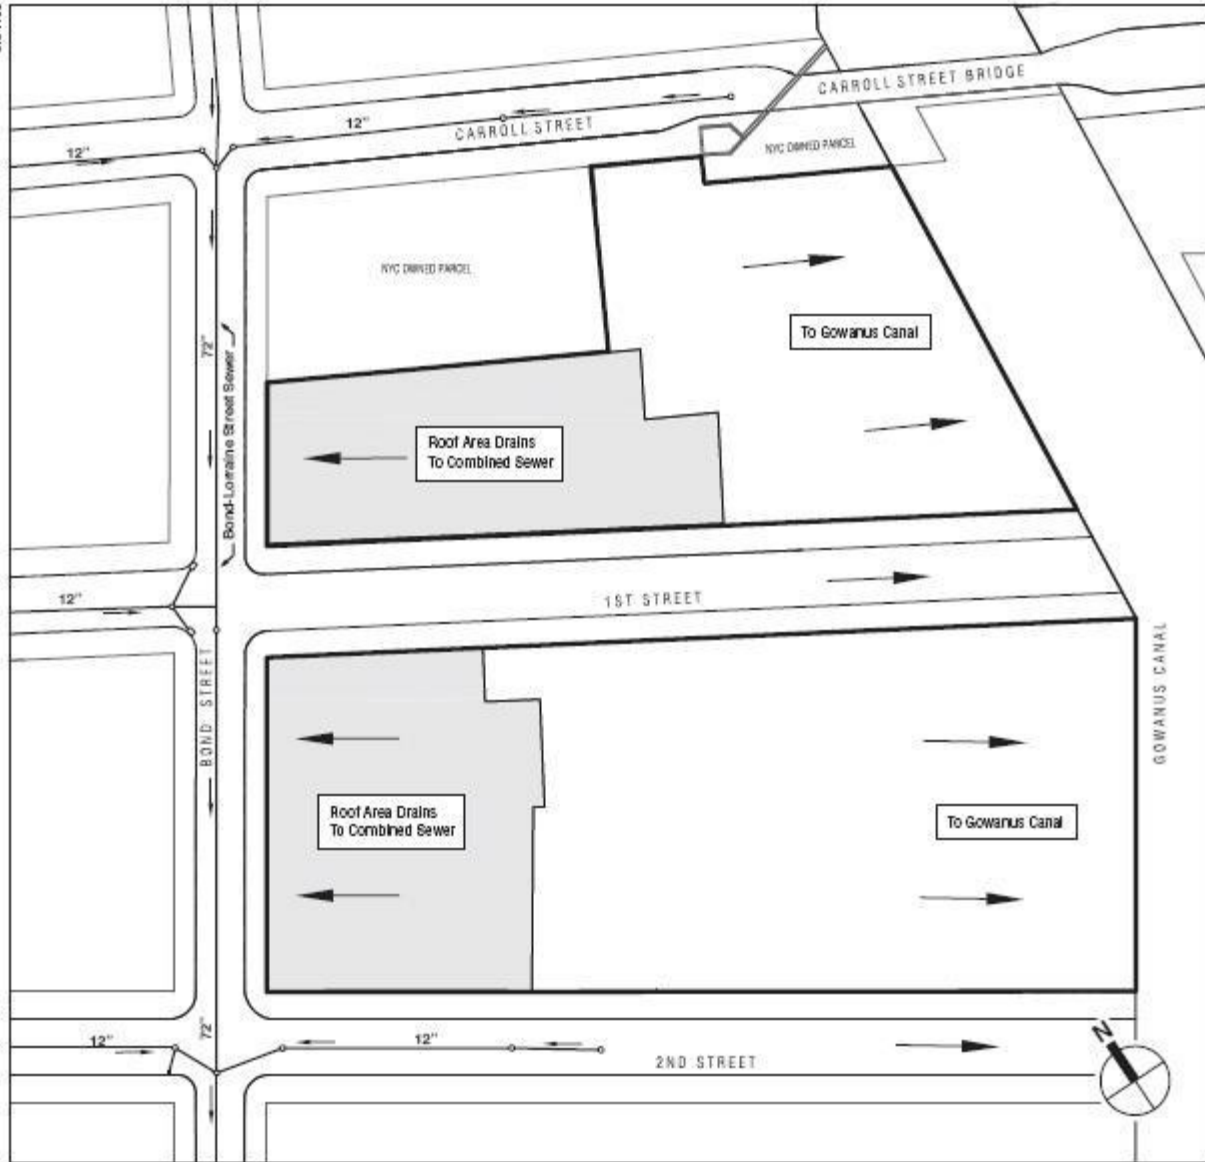 CARROLL STREET BRIDGE
12"
CARROLL STREET
12"
NYC OWNED PARCEL
NYC OWNED PARCEL
To Gowanus Canal
72"
Bond-Lorraine Street Sewer
Roof Area Drains
To Combined Sewer
12"
1ST STREET
BOND STREET
GOWANUS CANAL
Roof Area Drains
To Combined Sewer
To Gowanus Canal
72"
12"
12"
2ND STREET
N